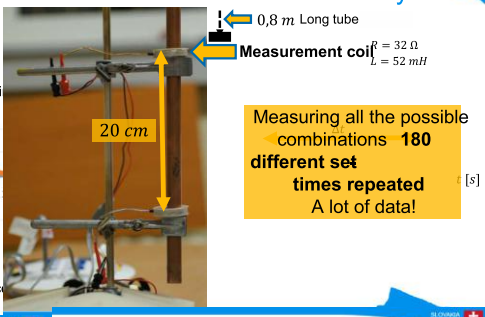 0,8 m Long tube
Measurement coil
R = 32 Ω
L = 52 mH
20 cm
Measuring all the possible
combinations 180
different set
times repeated
A lot of data!
t [s]
SLOVAKIA